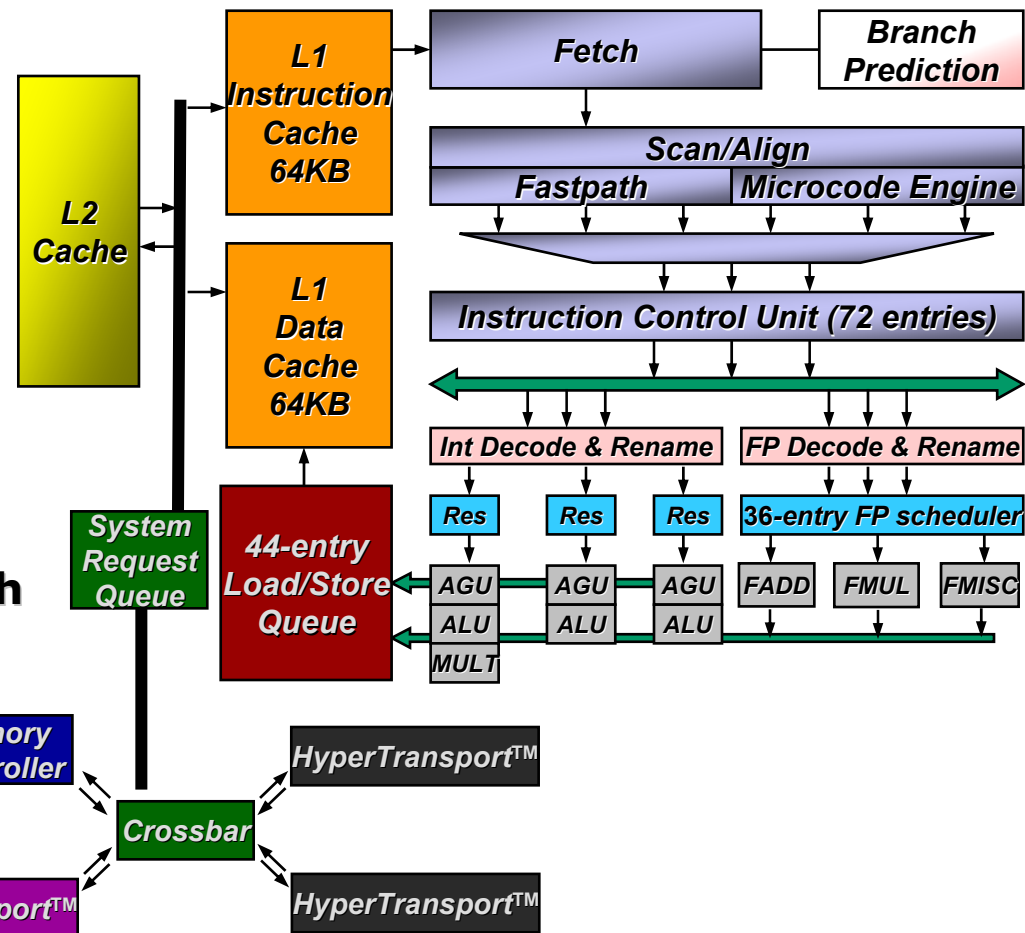 L1
Instruction
Cache
64KB
Fetch
Branch
Prediction
Scan/Align
Fastpath
Microcode Engine
L2
Cache
L1
Data
Cache
64KB
Instruction Control Unit (72 entries)
Int Decode & Rename
FP Decode & Rename
Res
Res
Res
36-entry FP scheduler
System
Request
Queue
44-entry
Load/Store
Queue
AGU
ALU
MULT
AGU
ALU
AGU
ALU
FADD
FMUL
FMISC
h
mory
roller
HyperTransport™
Crossbar
port™
HyperTransport™